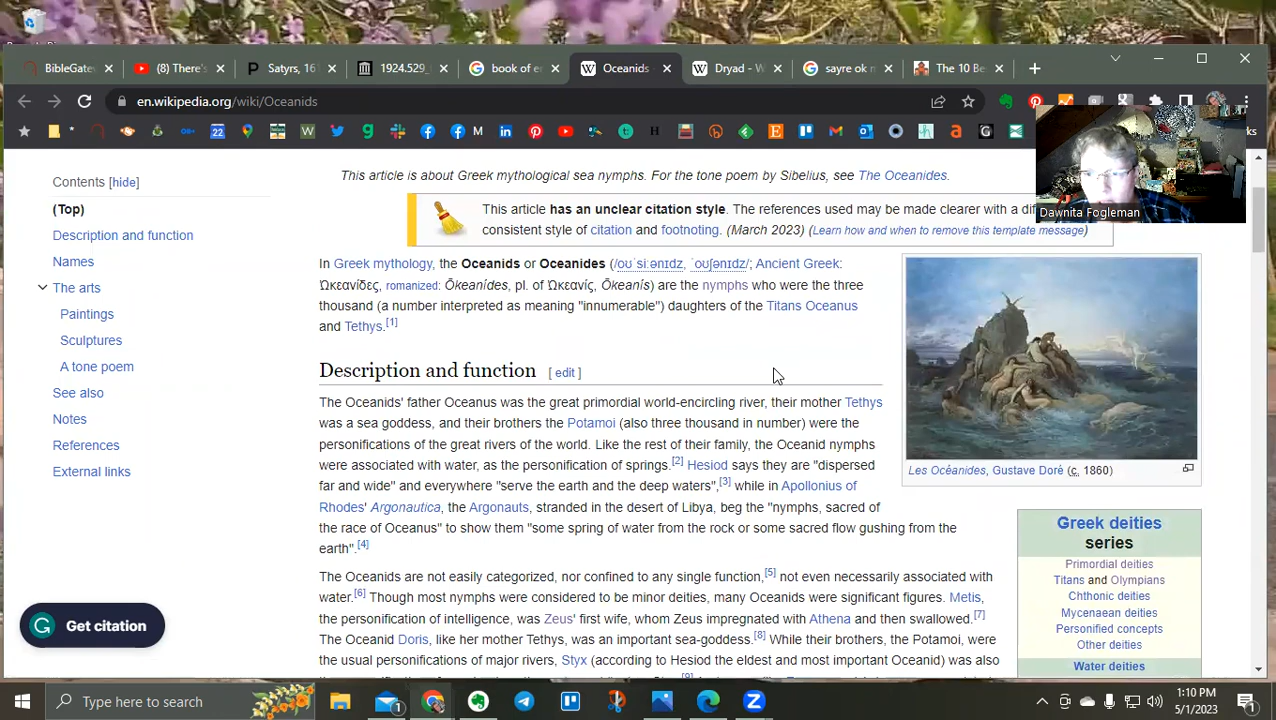 BibleGate
(8) There's
Satyrs, 16
1924.529_
book of e
Oceanids
Dryad - W
sayre ok m
The 10 Be
en.wikipedia.org/wiki/Oceanids
22
M
ks
Dawnita Fogleman
Contents [hide]
(Top)
Description and function
Names
The arts
Paintings
Sculptures
A tone poem
See also
Notes
References
External links
This article is about Greek mythological sea nymphs. For the tone poem by Sibelius, see The Oceanides.
This article has an unclear citation style. The references used may be made clearer with a di
consistent style of citation and footnoting. (March 2023) (Learn how and when to remove this template message)
In Greek mythology, the Oceanids or Oceanides (/oʊˈsiːənɪdz, ˈoʊʃənɪdz/; Ancient Greek:
Ὠκεανίδες, romanized: Ōkeanídes, pl. of Ὠκεανίς, Ōkeanís) are the nymphs who were the three
thousand (a number interpreted as meaning "innumerable") daughters of the Titans Oceanus
and Tethys.[1]
Description and function [ edit ]
The Oceanids' father Oceanus was the great primordial world-encircling river, their mother Tethys
was a sea goddess, and their brothers the Potamoi (also three thousand in number) were the
personifications of the great rivers of the world. Like the rest of their family, the Oceanid nymphs
were associated with water, as the personification of springs.[2] Hesiod says they are "dispersed
far and wide" and everywhere "serve the earth and the deep waters",[3] while in Apollonius of
Rhodes' Argonautica, the Argonauts, stranded in the desert of Libya, beg the "nymphs, sacred of
the race of Oceanus" to show them "some spring of water from the rock or some sacred flow gushing from the
earth".[4]
The Oceanids are not easily categorized, nor confined to any single function,[5] not even necessarily associated with
water.[6] Though most nymphs were considered to be minor deities, many Oceanids were significant figures. Metis,
the personification of intelligence, was Zeus' first wife, whom Zeus impregnated with Athena and then swallowed.[7]
The Oceanid Doris, like her mother Tethys, was an important sea-goddess.[8] While their brothers, the Potamoi, were
the usual personifications of major rivers, Styx (according to Hesiod the eldest and most important Oceanid) was also
Les Océanides, Gustave Doré (c. 1860)
Greek deities
series
Primordial deities
Titans and Olympians
Chthonic deities
Mycenaean deities
Personified concepts
Other deities
Water deities
Get citation
Type here to search
1
1:10 PM
5/1/2023
1